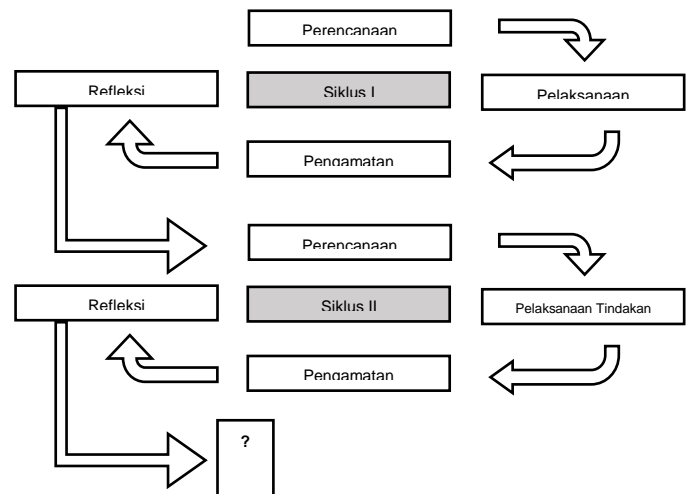 Perencanaan
Refleksi
Siklus I
Pelaksanaan
Pengamatan
Perencanaan
Refleksi
Siklus II
Pelaksanaan Tindakan
Pengamatan
?